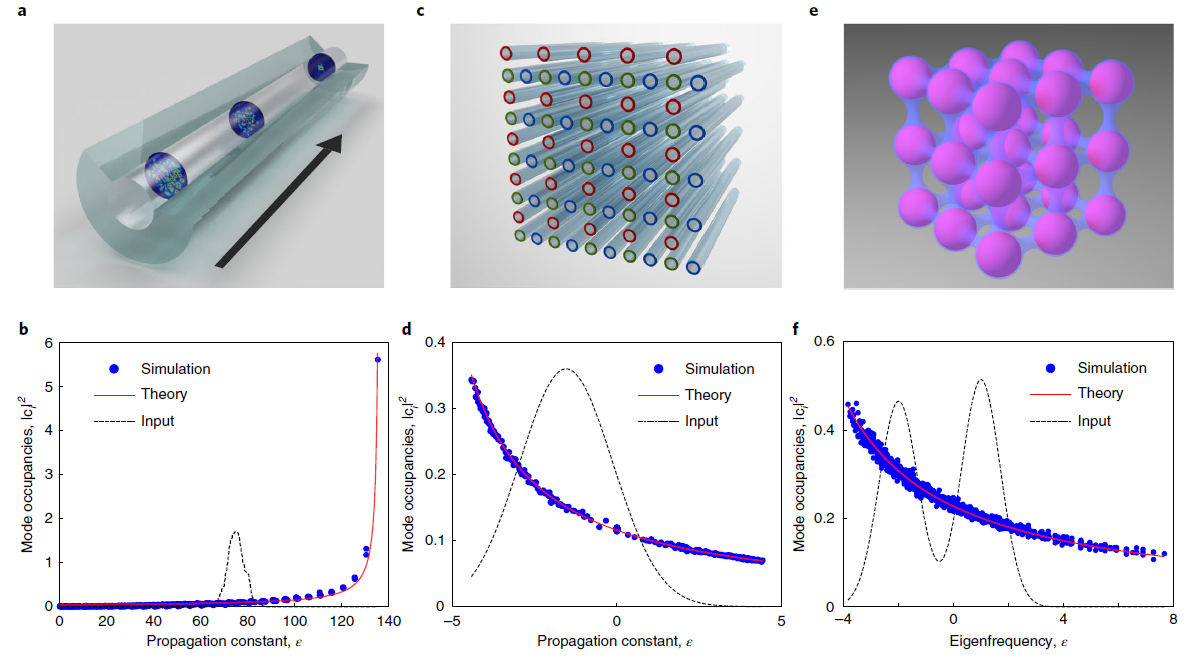 a
c
e
b
Mode occupancies, |cᵢ|²
6
5
4
3
2
1
0
Simulation
Theory
Input
0 20 40 60 80 100 120 140
Propagation constant, ε
d
Mode occupancies, |cᵢ|²
0.4
0.3
0.2
0.1
0
Simulation
Theory
Input
−5 0 5
Propagation constant, ε
f
Mode occupancies, |cᵢ|²
0.6
0.4
0.2
0
Simulation
Theory
Input
−4 0 4 8
Eigenfrequency, ε